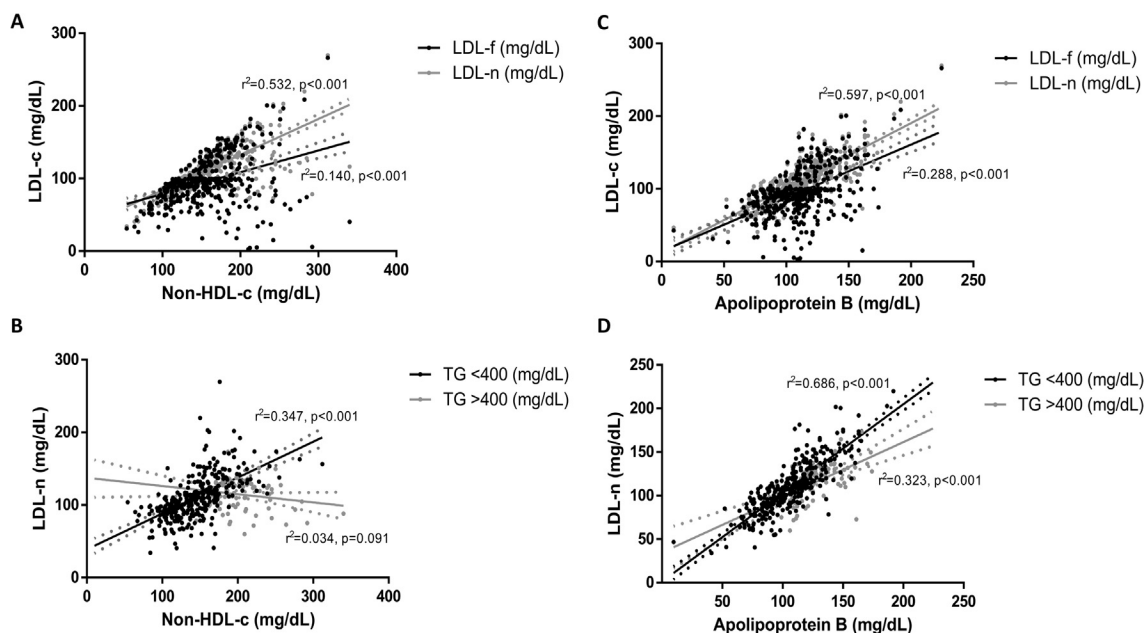 A
300
200
100
0
LDL-c (mg/dL)
r²=0.532, p<0.001
r²=0.140, p<0.001
LDL-f (mg/dL)
LDL-n (mg/dL)
0 100 200 300 400
Non-HDL-c (mg/dL)
C
300
200
100
0
LDL-c (mg/dL)
r²=0.597, p<0.001
r²=0.288, p<0.001
LDL-f (mg/dL)
LDL-n (mg/dL)
0 50 100 150 200 250
Apolipoprotein B (mg/dL)
B
300
200
100
0
LDL-n (mg/dL)
r²=0.347, p<0.001
r²=0.034, p=0.091
TG <400 (mg/dL)
TG >400 (mg/dL)
0 100 200 300 400
Non-HDL-c (mg/dL)
D
250
200
150
100
50
0
LDL-n (mg/dL)
r²=0.686, p<0.001
r²=0.323, p<0.001
TG <400 (mg/dL)
TG >400 (mg/dL)
0 50 100 150 200 250
Apolipoprotein B (mg/dL)